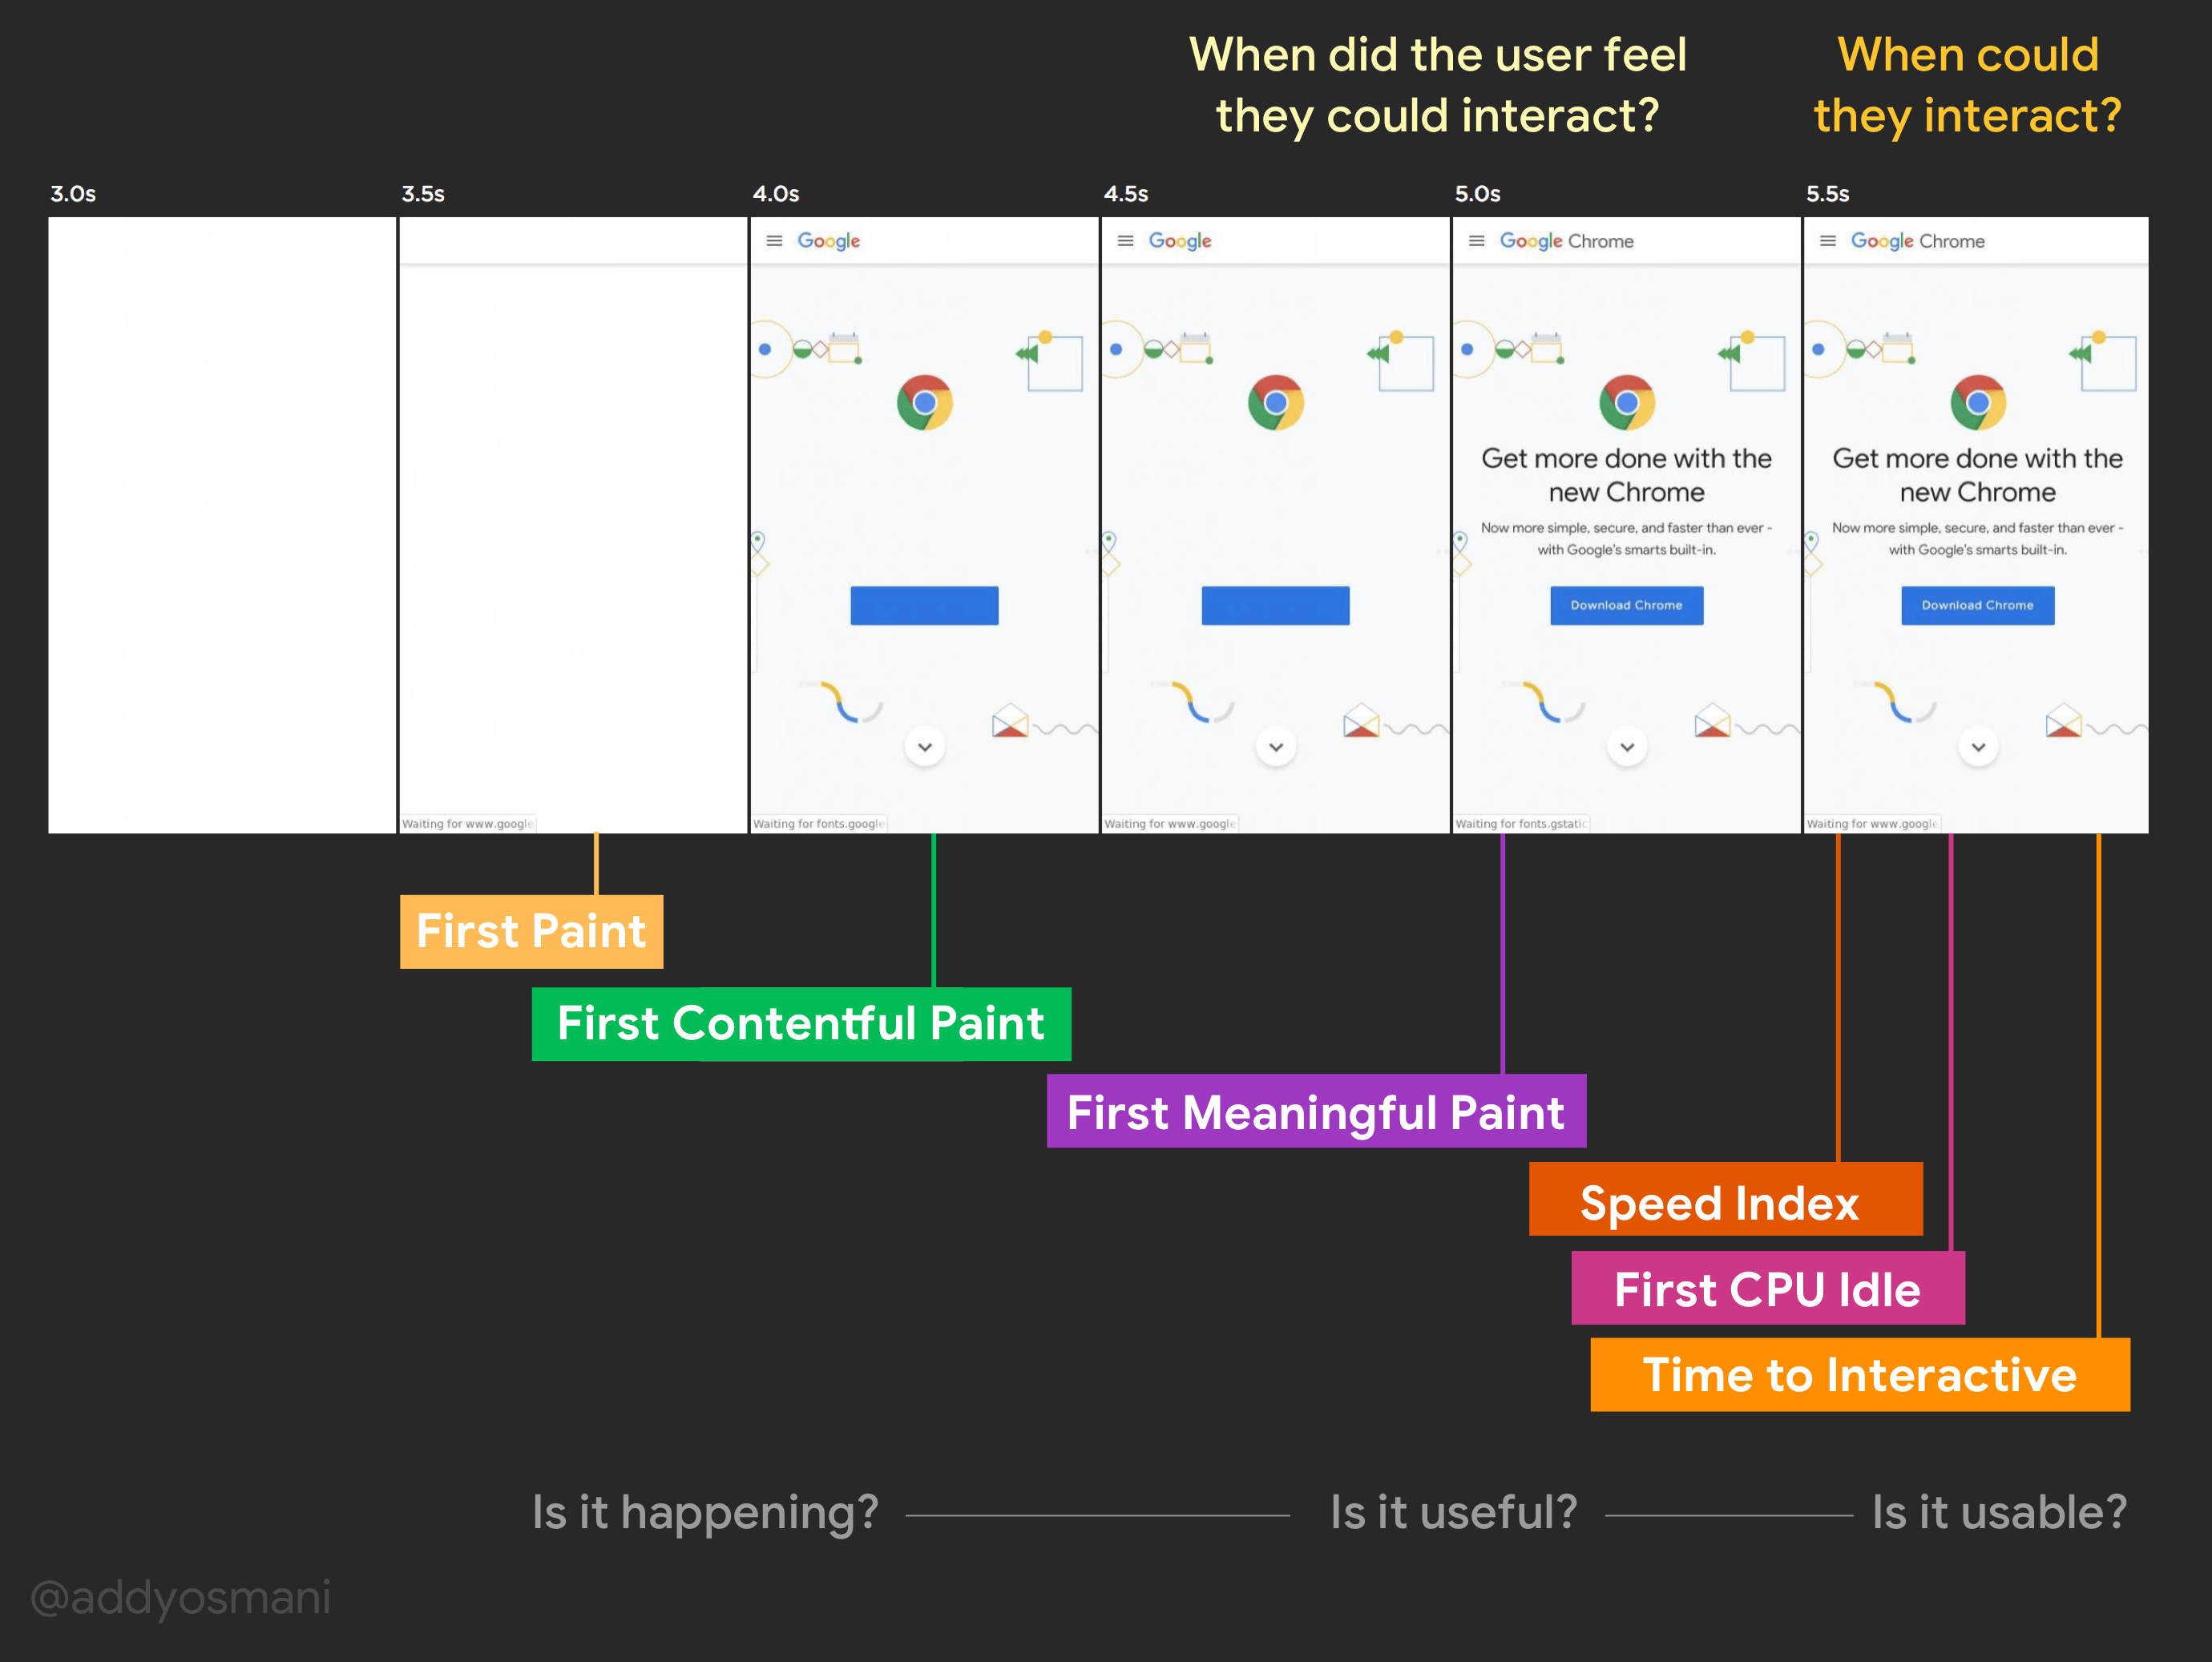 When did the user feel
they could interact?
When could
they interact?
3.0s
3.5s
4.0s
4.5s
5.0s
5.5s
Waiting for www.google
Google
Waiting for fonts.google
Google
Waiting for www.google
Google Chrome
Get more done with the
new Chrome
Now more simple, secure, and faster than ever -
with Google's smarts built-in.
Download Chrome
Waiting for fonts.gstatic
Google Chrome
Get more done with the
new Chrome
Now more simple, secure, and faster than ever -
with Google's smarts built-in.
Download Chrome
Waiting for www.google
First Paint
First Contentful Paint
First Meaningful Paint
Speed Index
First CPU Idle
Time to Interactive
Is it happening?
Is it useful?
Is it usable?
@addyosmani